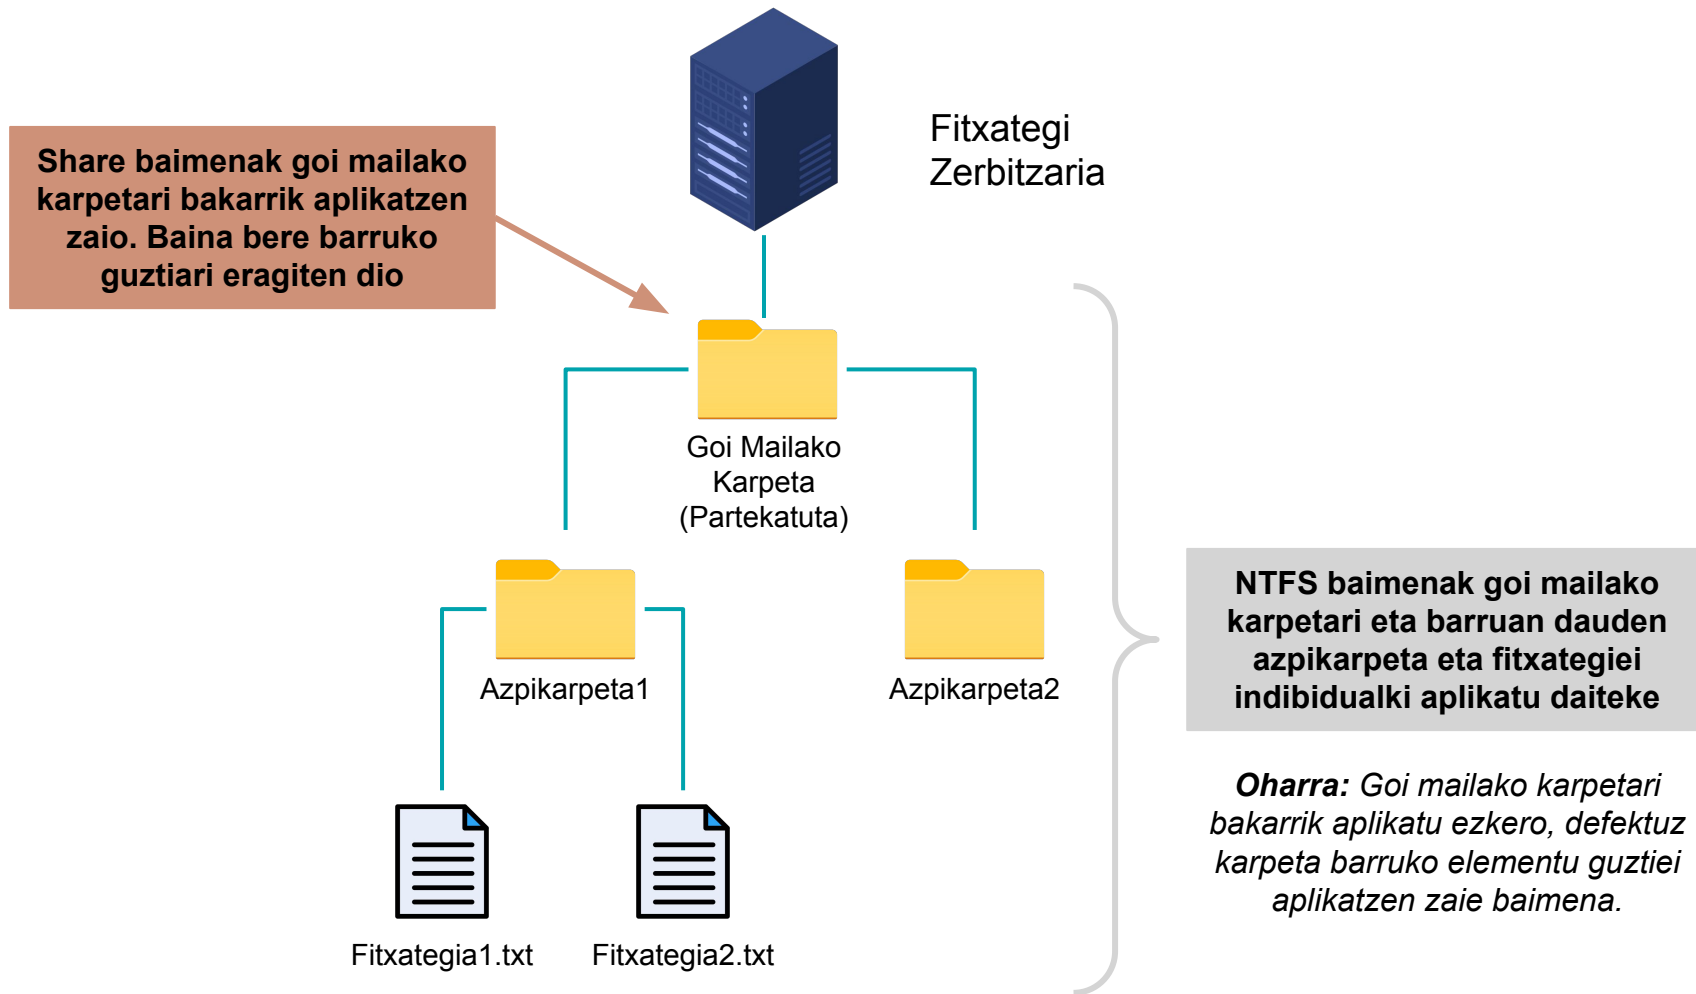 Fitxategi
Zerbitzaria
Share baimenak goi mailako
karpetari bakarrik aplikatzen
zaio. Baina bere barruko
guztiari eragiten dio
Goi Mailako
Karpeta
(Partekatuta)
Azpikarpeta1
Azpikarpeta2
NTFS baimenak goi mailako
karpetari eta barruan dauden
azpikarpeta eta fitxategiei
indibidualki aplikatu daiteke
Oharra: Goi mailako karpetari
bakarrik aplikatu ezkero, defektuz
karpeta barruko elementu guztiei
aplikatzen zaie baimena.
Fitxategia1.txt
Fitxategia2.txt